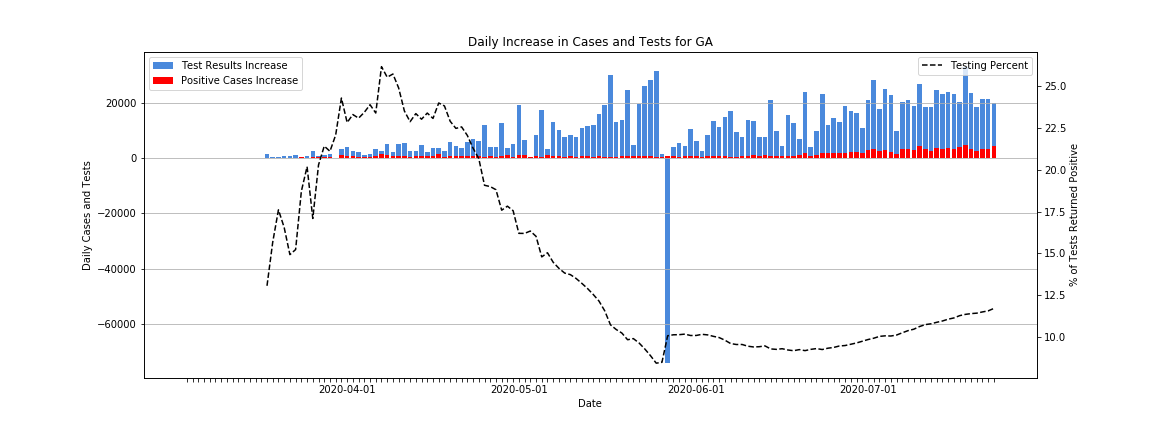 Daily Increase in Cases and Tests for GA
Test Results Increase
Positive Cases Increase
Testing Percent
20000
0
−20000
−40000
−60000
Daily Cases and Tests
25.0
22.5
20.0
17.5
15.0
12.5
10.0
% of Tests Returned Positive
2020-04-01
2020-05-01
2020-06-01
2020-07-01
Date